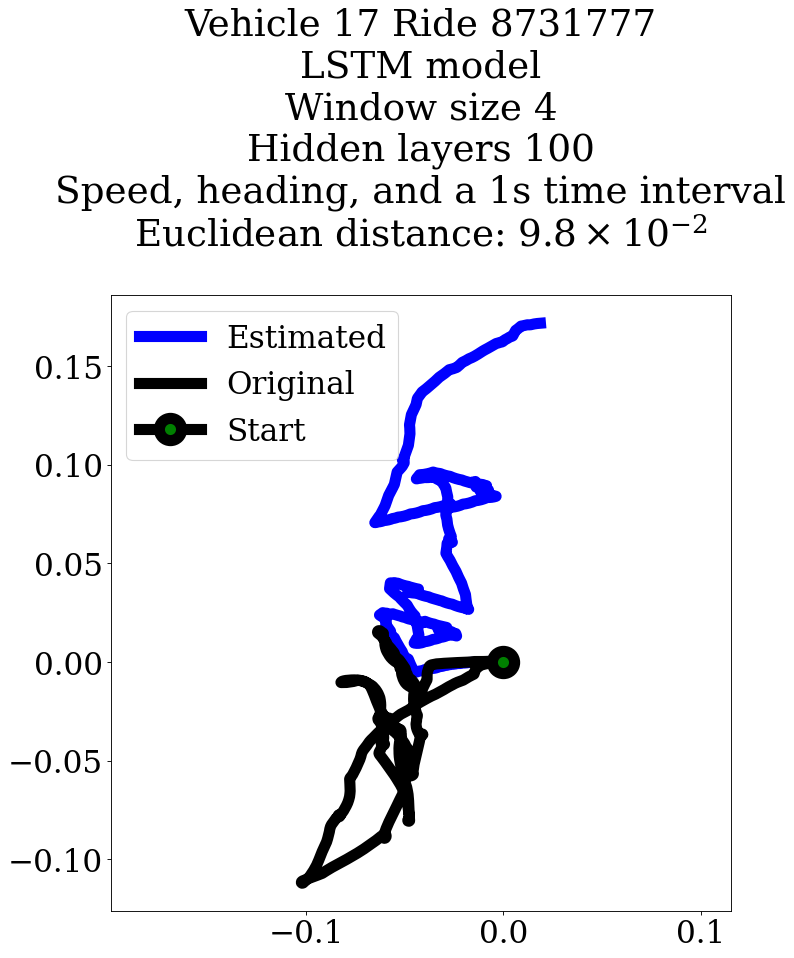 Vehicle 17 Ride 8731777
LSTM model
Window size 4
Hidden layers 100
Speed, heading, and a 1s time interval
Euclidean distance: 9.8 × 10⁻²
Estimated
Original
Start
0.15
0.10
0.05
0.00
−0.05
−0.10
−0.1 0.0 0.1